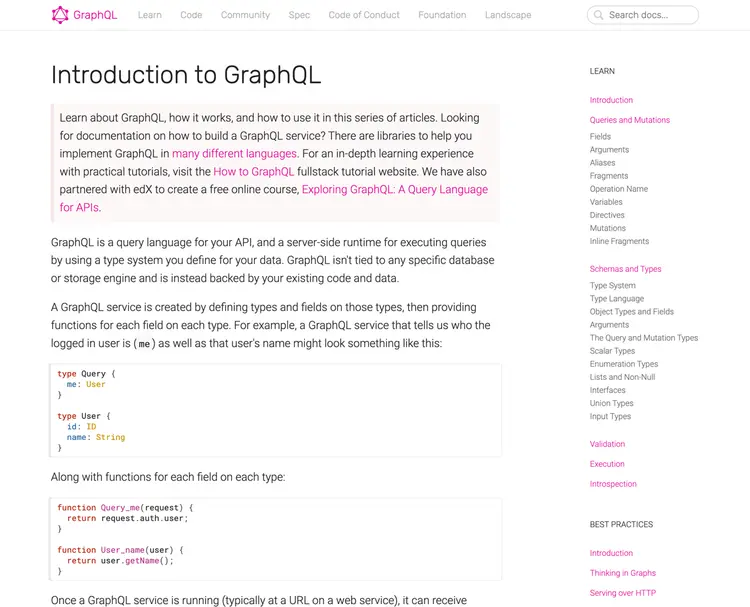 GraphQL
Learn
Code
Community
Spec
Code of Conduct
Foundation
Landscape
Search docs...
Introduction to GraphQL
Learn about GraphQL, how it works, and how to use it in this series of articles. Looking
for documentation on how to build a GraphQL service? There are libraries to help you
implement GraphQL in many different languages. For an in-depth learning experience
with practical tutorials, visit the How to GraphQL fullstack tutorial website. We have also
partnered with edX to create a free online course, Exploring GraphQL: A Query Language
for APIs.
GraphQL is a query language for your API, and a server-side runtime for executing queries
by using a type system you define for your data. GraphQL isn't tied to any specific database
or storage engine and is instead backed by your existing code and data.
A GraphQL service is created by defining types and fields on those types, then providing
functions for each field on each type. For example, a GraphQL service that tells us who the
logged in user is (me) as well as that user's name might look something like this:
type Query {
  me: User
}
type User {
  id: ID
  name: String
}
Along with functions for each field on each type:
function Query_me(request) {
  return request.auth.user;
}
function User_name(user) {
  return user.getName();
}
Once a GraphQL service is running (typically at a URL on a web service), it can receive
LEARN
Introduction
Queries and Mutations
Fields
Arguments
Aliases
Fragments
Operation Name
Variables
Directives
Mutations
Inline Fragments
Schemas and Types
Type System
Type Language
Object Types and Fields
Arguments
The Query and Mutation Types
Scalar Types
Enumeration Types
Lists and Non-Null
Interfaces
Union Types
Input Types
Validation
Execution
Introspection
BEST PRACTICES
Introduction
Thinking in Graphs
Serving over HTTP